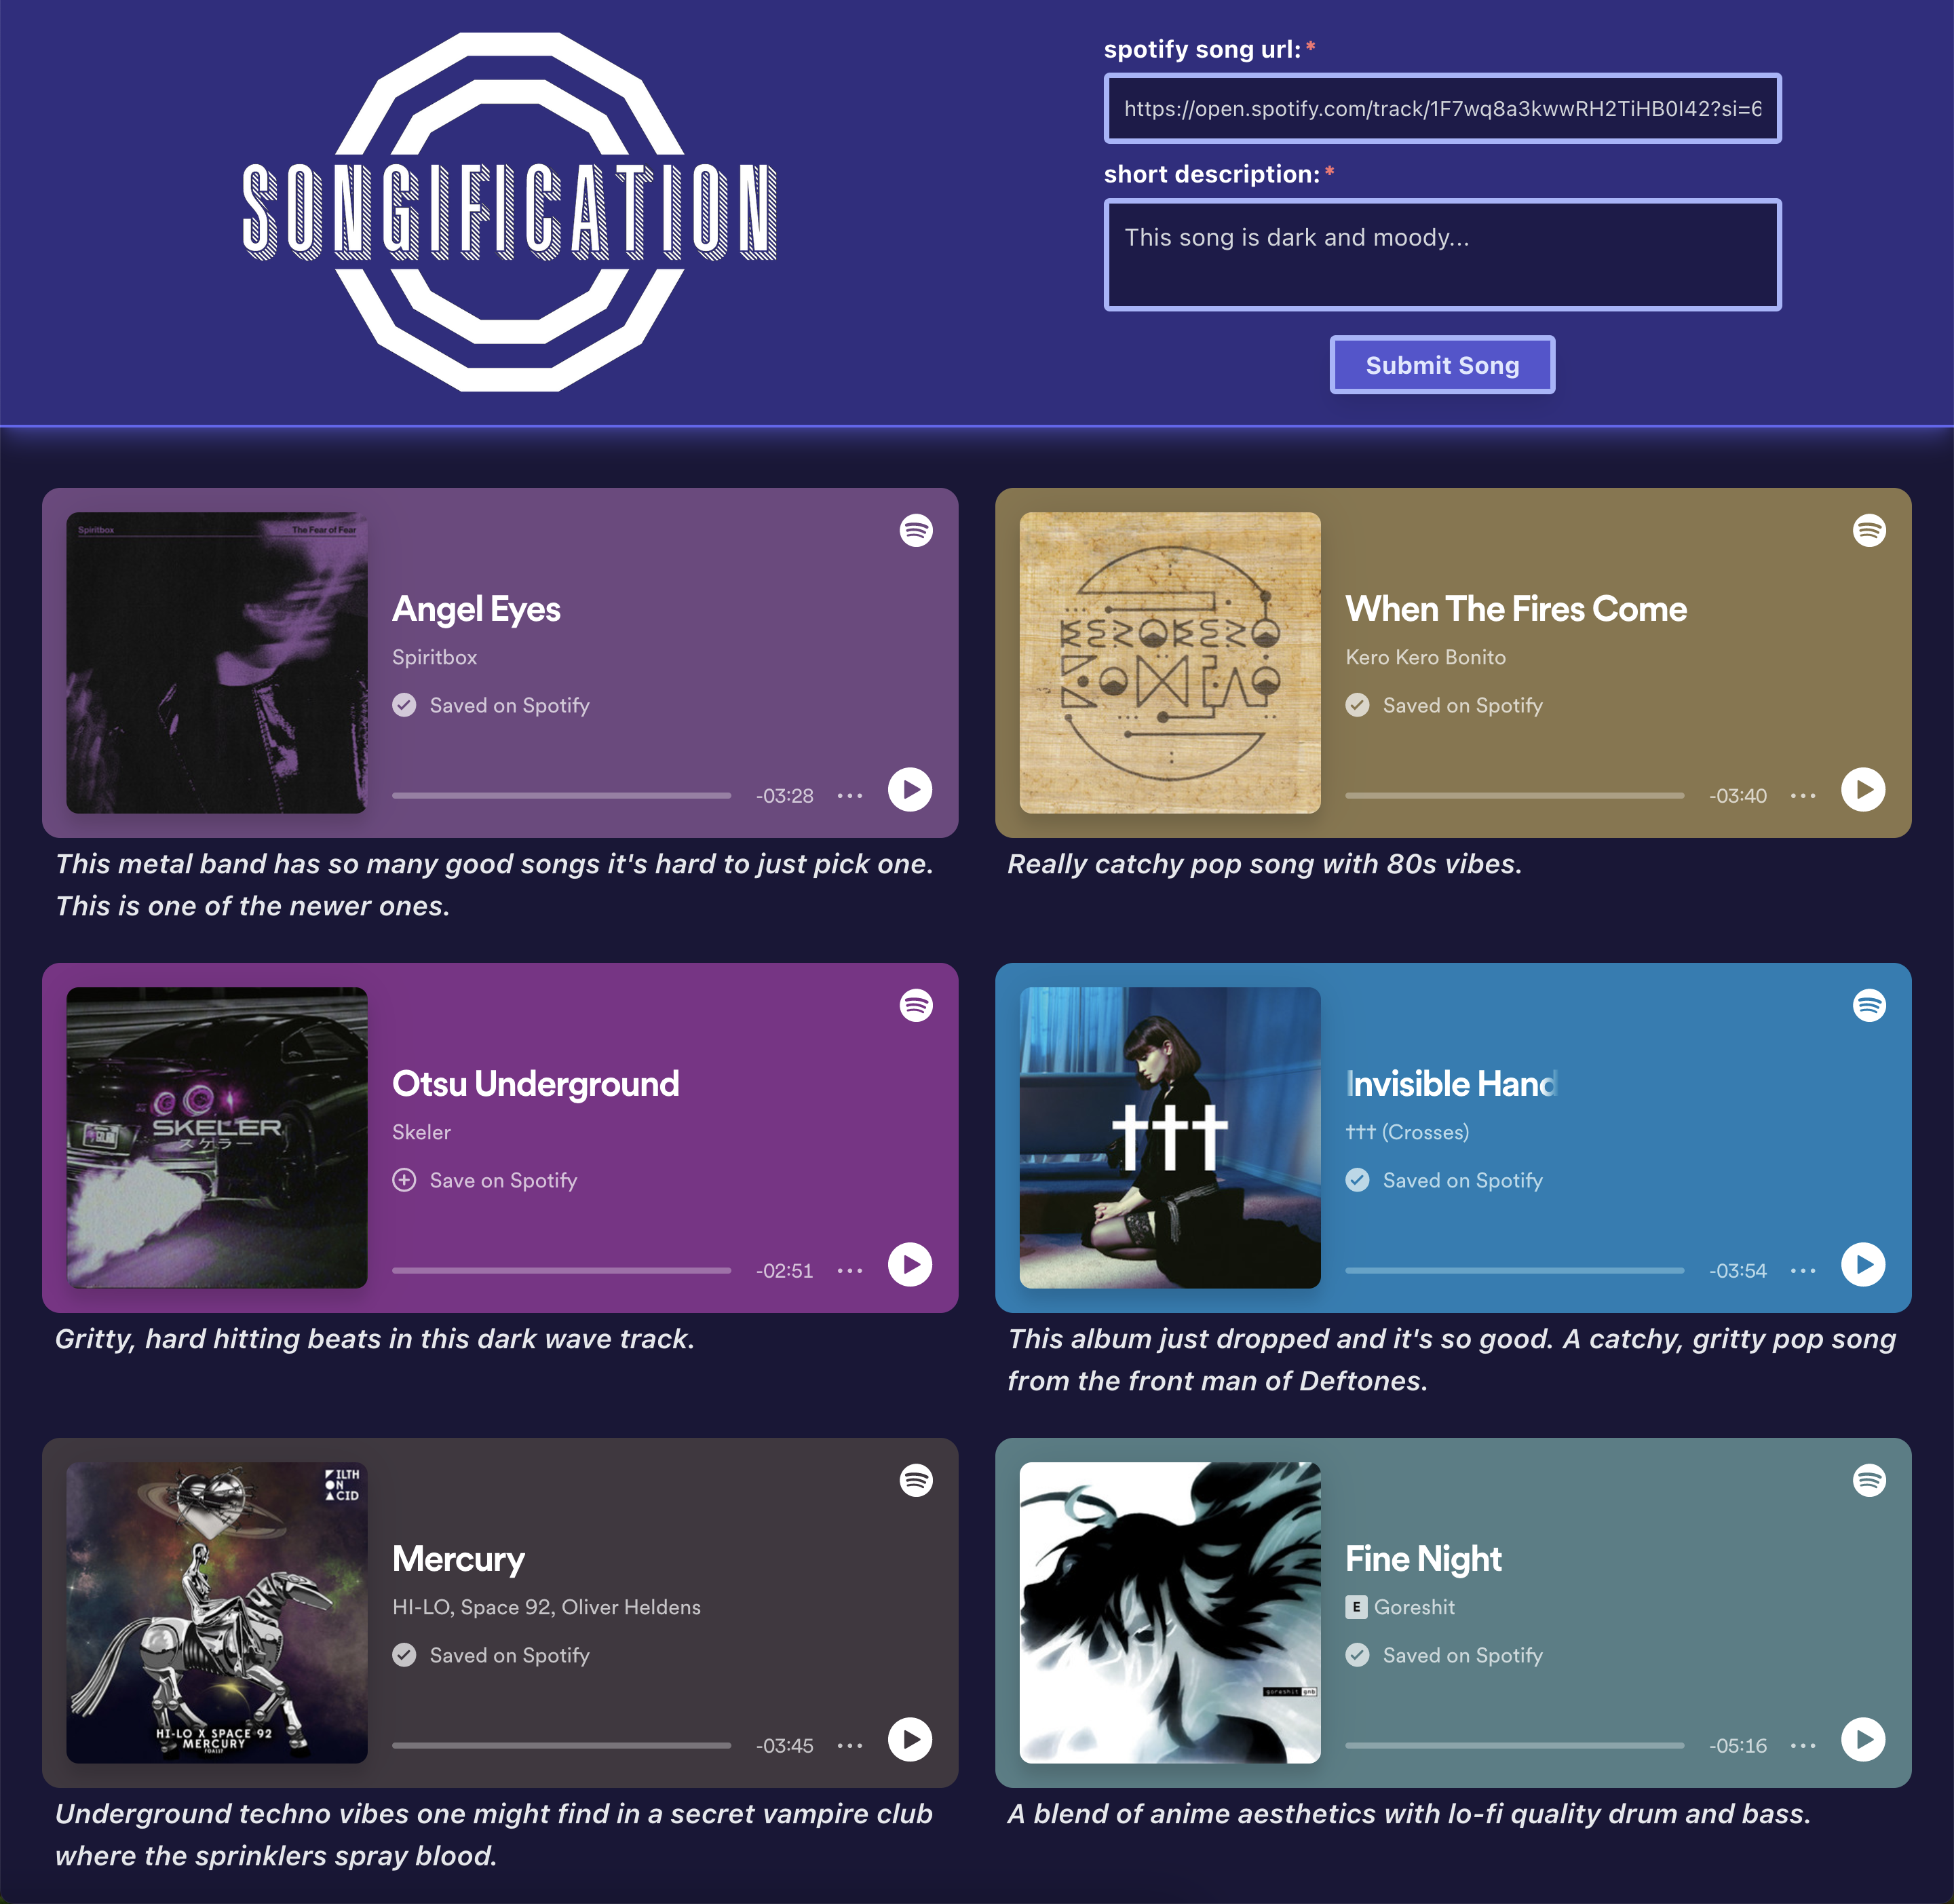 SONGIFICATION
spotify song url:*
https://open.spotify.com/track/1F7wq8a3kwwRH2TiHB0I42?si=6
short description:*
This song is dark and moody...
Submit Song
Spiritbox
The Fear of Fear
Angel Eyes
Spiritbox
Saved on Spotify
-03:28
This metal band has so many good songs it's hard to just pick one.
This is one of the newer ones.
KERO KERO
BONITO
When The Fires Come
Kero Kero Bonito
Saved on Spotify
-03:40
Really catchy pop song with 80s vibes.
SKELER
スケラー
Otsu Underground
Skeler
Save on Spotify
-02:51
Gritty, hard hitting beats in this dark wave track.
†††
Invisible Hand
††† (Crosses)
Saved on Spotify
-03:54
This album just dropped and it's so good. A catchy, gritty pop song
from the front man of Deftones.
FILTH
ON
ACID
HI-LO X SPACE 92
MERCURY
Mercury
HI-LO, Space 92, Oliver Heldens
Saved on Spotify
-03:45
Underground techno vibes one might find in a secret vampire club
where the sprinklers spray blood.
goreshit gnb
Fine Night
E Goreshit
Saved on Spotify
-05:16
A blend of anime aesthetics with lo-fi quality drum and bass.